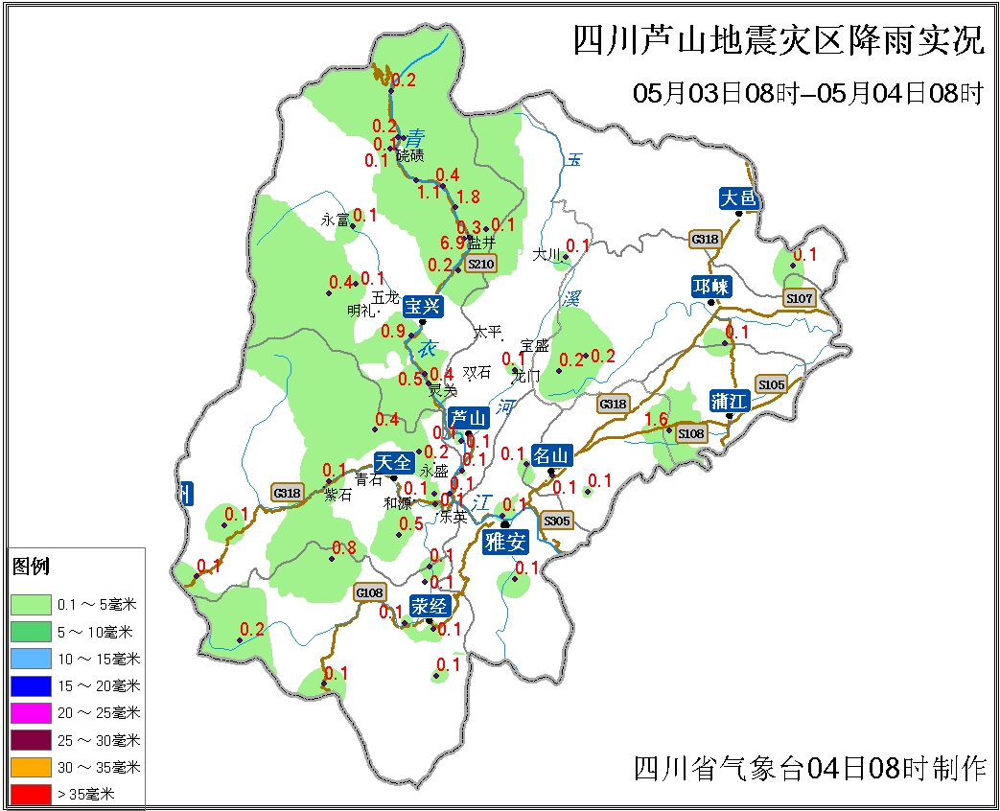 四川芦山地震灾区降雨实况
05月03日08时–05月04日08时
0.2
青
0.2
0.1
0.1
硗碛
玉
0.4
1.1
1.8
大邑
永富
0.1
0.3
0.1
6.9
盐井
G318
0.1
大川
0.1
0.2
S210
0.4
0.1
五龙
明礼
宝兴
溪
邛崃
S107
0.9
太平
宝盛
0.1
衣
0.1
0.2
0.2
0.5
0.4
双石
龙门
灵关
S105
河
G318
蒲江
0.4
芦山
1.6
S108
0.1
0.1
0.2
天全
0.1
名山
0.1
0.1
青石
永盛
0.1
0.1
0.1
G318
紫石
0.1
和源
0.1
江
0.1
乐英
S305
0.1
0.5
雅安
0.8
0.1
0.1
0.1
0.1
G108
荥经
0.1
0.1
0.2
0.1
0.1
图例
0.1～5毫米
5～10毫米
10～15毫米
15～20毫米
20～25毫米
25～30毫米
30～35毫米
>35毫米
四川省气象台04日08时制作